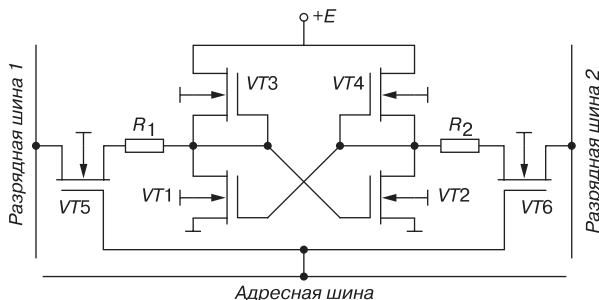 +E
Разрядная шина 1
VT3
VT4
Разрядная шина 2
R1
R2
VT5
VT1
VT2
VT6
Адресная шина